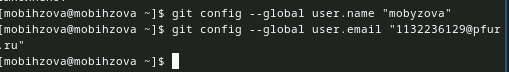 [mobihzova@mobihzova ~]$ git config --global user.name "mobyzova"
[mobihzova@mobihzova ~]$ git config --global user.email "1132236129@pfur.
ru"
[mobihzova@mobihzova ~]$